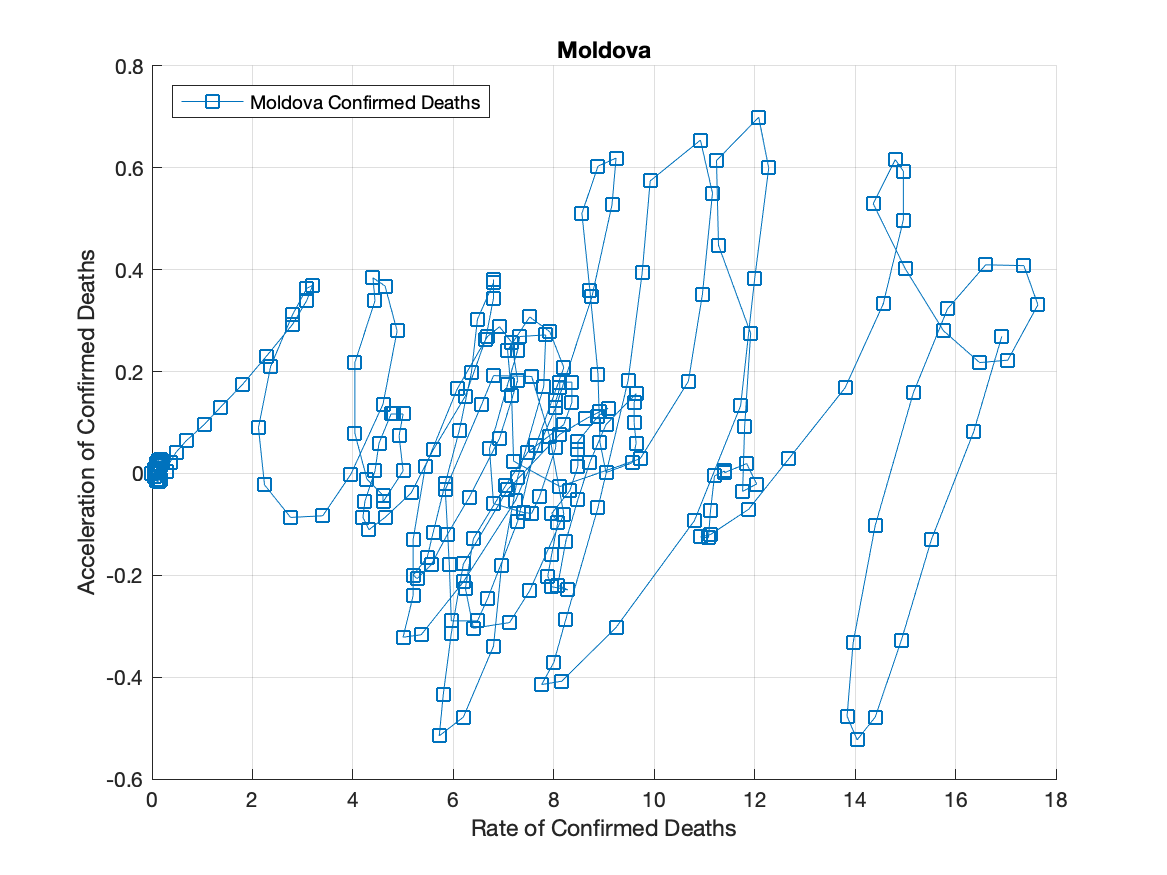 Moldova
0.8
Moldova Confirmed Deaths
0.6
0.4
0.2
0
-0.2
-0.4
-0.6
Acceleration of Confirmed Deaths
0 2 4 6 8 10 12 14 16 18
Rate of Confirmed Deaths